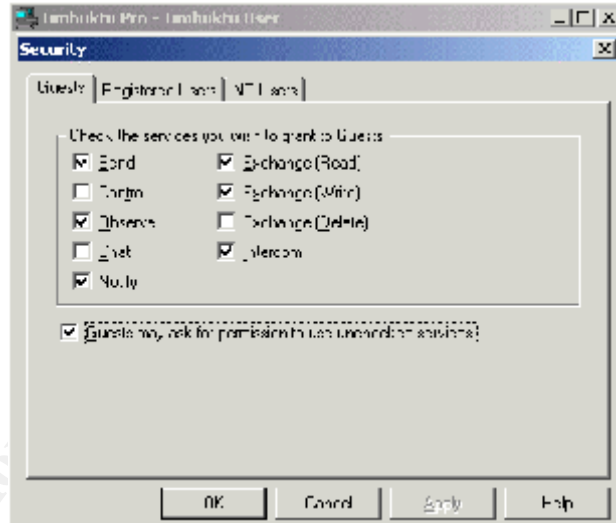 Timbuktu Pro - Timbuktu User
Security
Guests Registered Users NT Users
Check the services you wish to grant to Guests
Send Exchange (Read)
Control Exchange (Write)
Observe Exchange (Delete)
Chat Intercom
Notify
Guests may ask for permission to use unchecked services
OK Cancel Apply Help